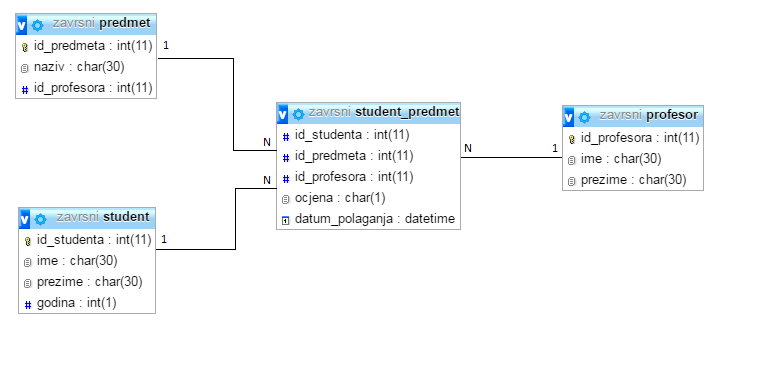 v zavrsni predmet
id_predmeta : int(11)
naziv : char(30)
# id_profesora : int(11)
1
N
v zavrsni student_predmet
# id_studenta : int(11)
# id_predmeta : int(11)
# id_profesora : int(11)
ocjena : char(1)
datum_polaganja : datetime
N
1
v zavrsni profesor
id_profesora : int(11)
ime : char(30)
prezime : char(30)
N
1
v zavrsni student
id_studenta : int(11)
ime : char(30)
prezime : char(30)
# godina : int(1)